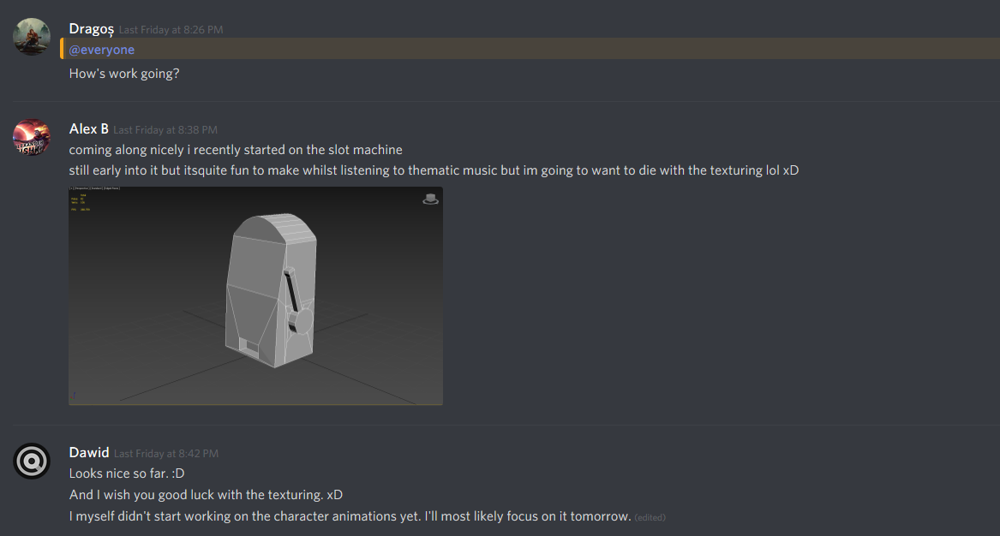 Dragoș Last Friday at 8:26 PM
@everyone
How's work going?
Alex B Last Friday at 8:38 PM
coming along nicely i recently started on the slot machine
still early into it but itsquite fun to make whilst listening to thematic music but im going to want to die with the texturing lol xD
Dawid Last Friday at 8:42 PM
Looks nice so far. :D
And I wish you good luck with the texturing. xD
I myself didn't start working on the character animations yet. I'll most likely focus on it tomorrow. (edited)